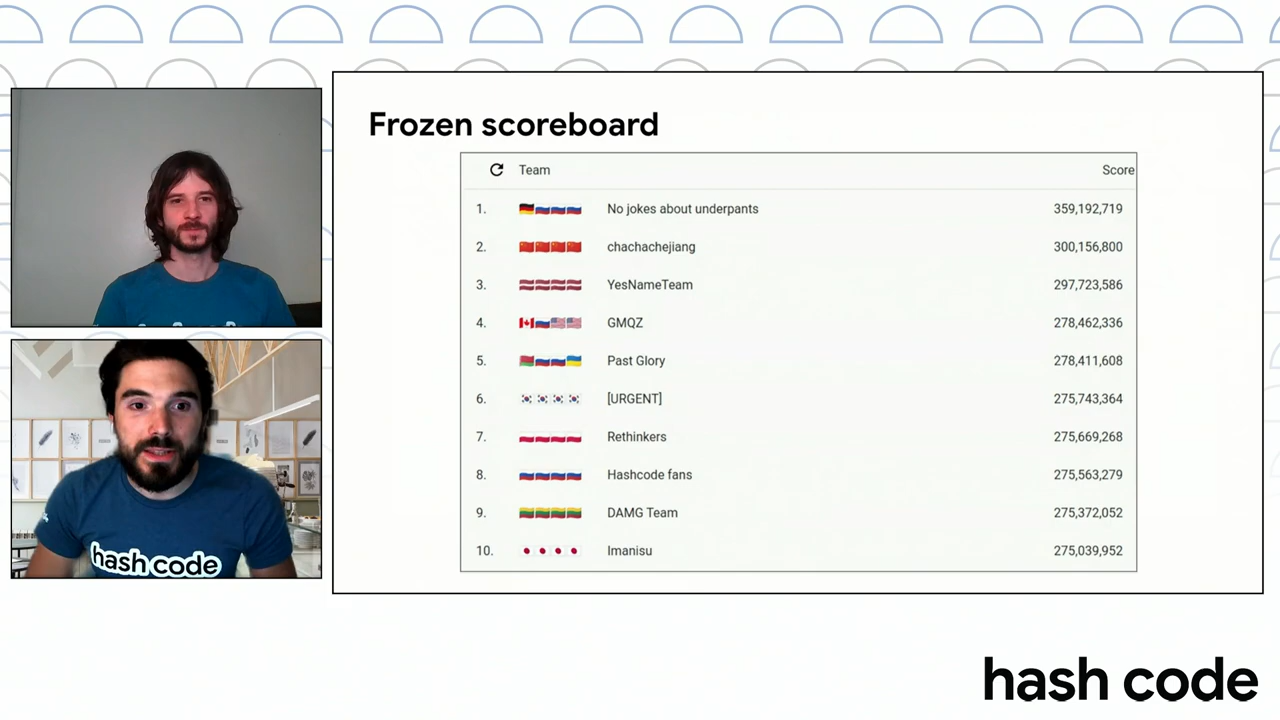 Frozen scoreboard
Team Score
1. No jokes about underpants 359,192,719
2. chachachejiang 300,156,800
3. YesNameTeam 297,723,586
4. GMQZ 278,462,336
5. Past Glory 278,411,608
6. [URGENT] 275,743,364
7. Rethinkers 275,669,268
8. Hashcode fans 275,563,279
9. DAMG Team 275,372,052
10. Imanisu 275,039,952
hash code
hash code